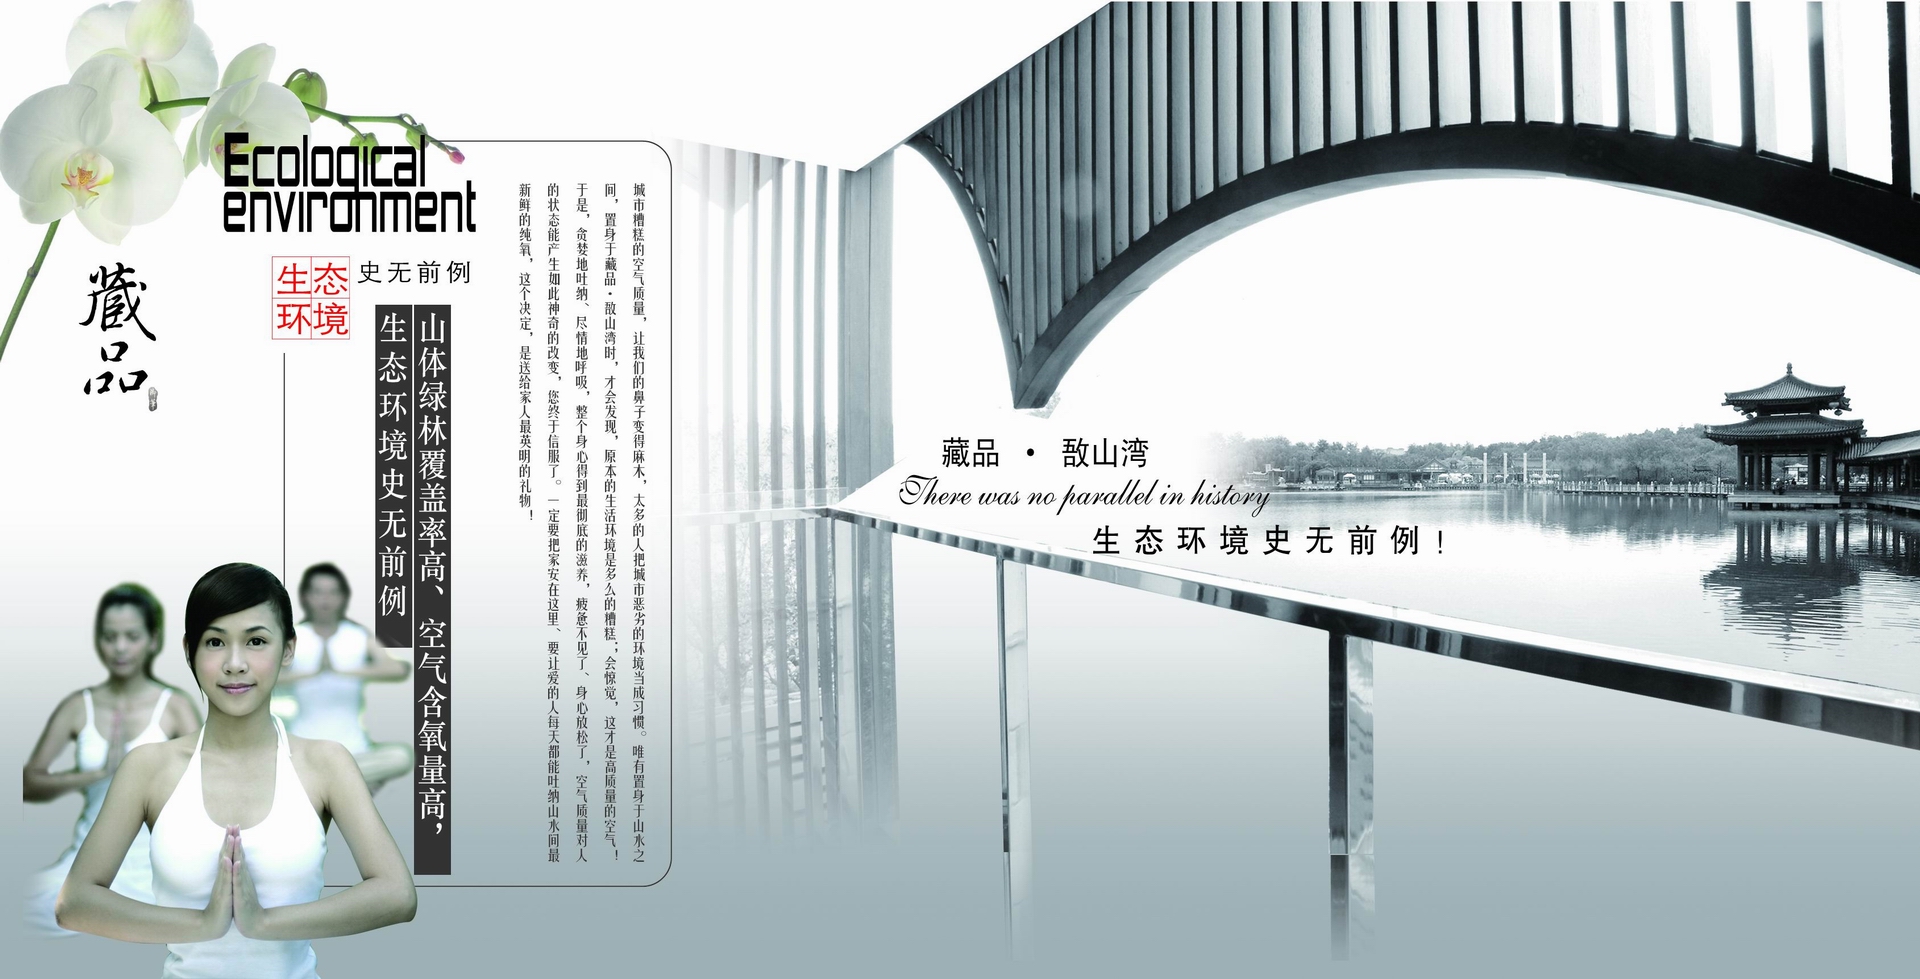 Ecological
environment
生态
环境
史无前例
藏
品
山体绿林覆盖率高、空气含氧量高，
生态环境史无前例
城市糟糕的空气质量，让我们的鼻子变得麻木，太多的人把城市恶劣的环境当成习惯。唯有置身于山水之
间，置身于藏品·敔山湾时，才会发现，原本的生活环境是多么的糟糕；会惊觉，这才是高质量的空气！
于是，贪婪地吐纳、尽情地呼吸，整个身心得到最彻底的滋养，疲惫不见了、身心放松了，空气质量对人
的状态能产生如此神奇的改变，您终于信服了。一定要把家安在这里、要让爱的人每天都能吐纳山水间最
新鲜的纯氧，这个决定，是送给家人最英明的礼物！
藏品 · 敔山湾
There was no parallel in history
生态环境史无前例！